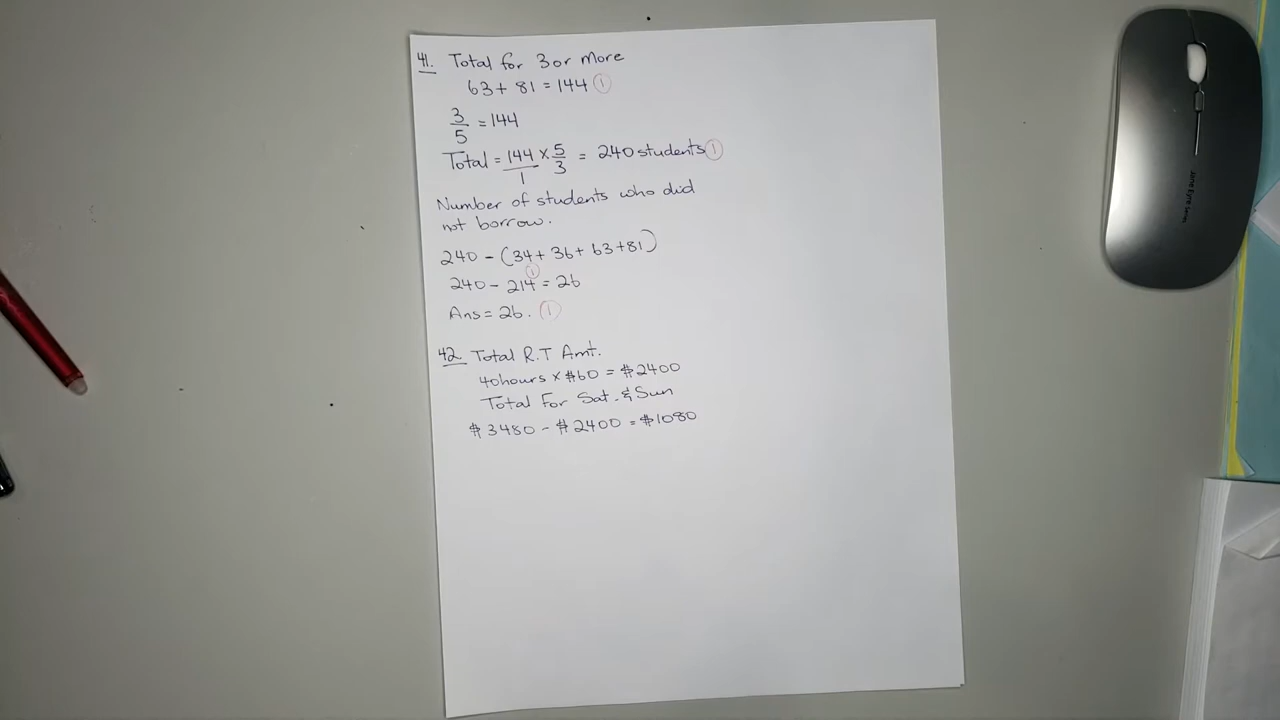 41. Total for 3 or More
63 + 81 = 144 ①
3/5 = 144
Total = 144/1 × 5/3 = 240 students ①
Number of students who did
not borrow.
240 - (34 + 36 + 63 + 81)
①
240 - 214 = 26
Ans = 26. ①
42. Total R.T Amt.
40 hours × $60 = $2400
Total For Sat. & Sun
$3480 - $2400 = $1080